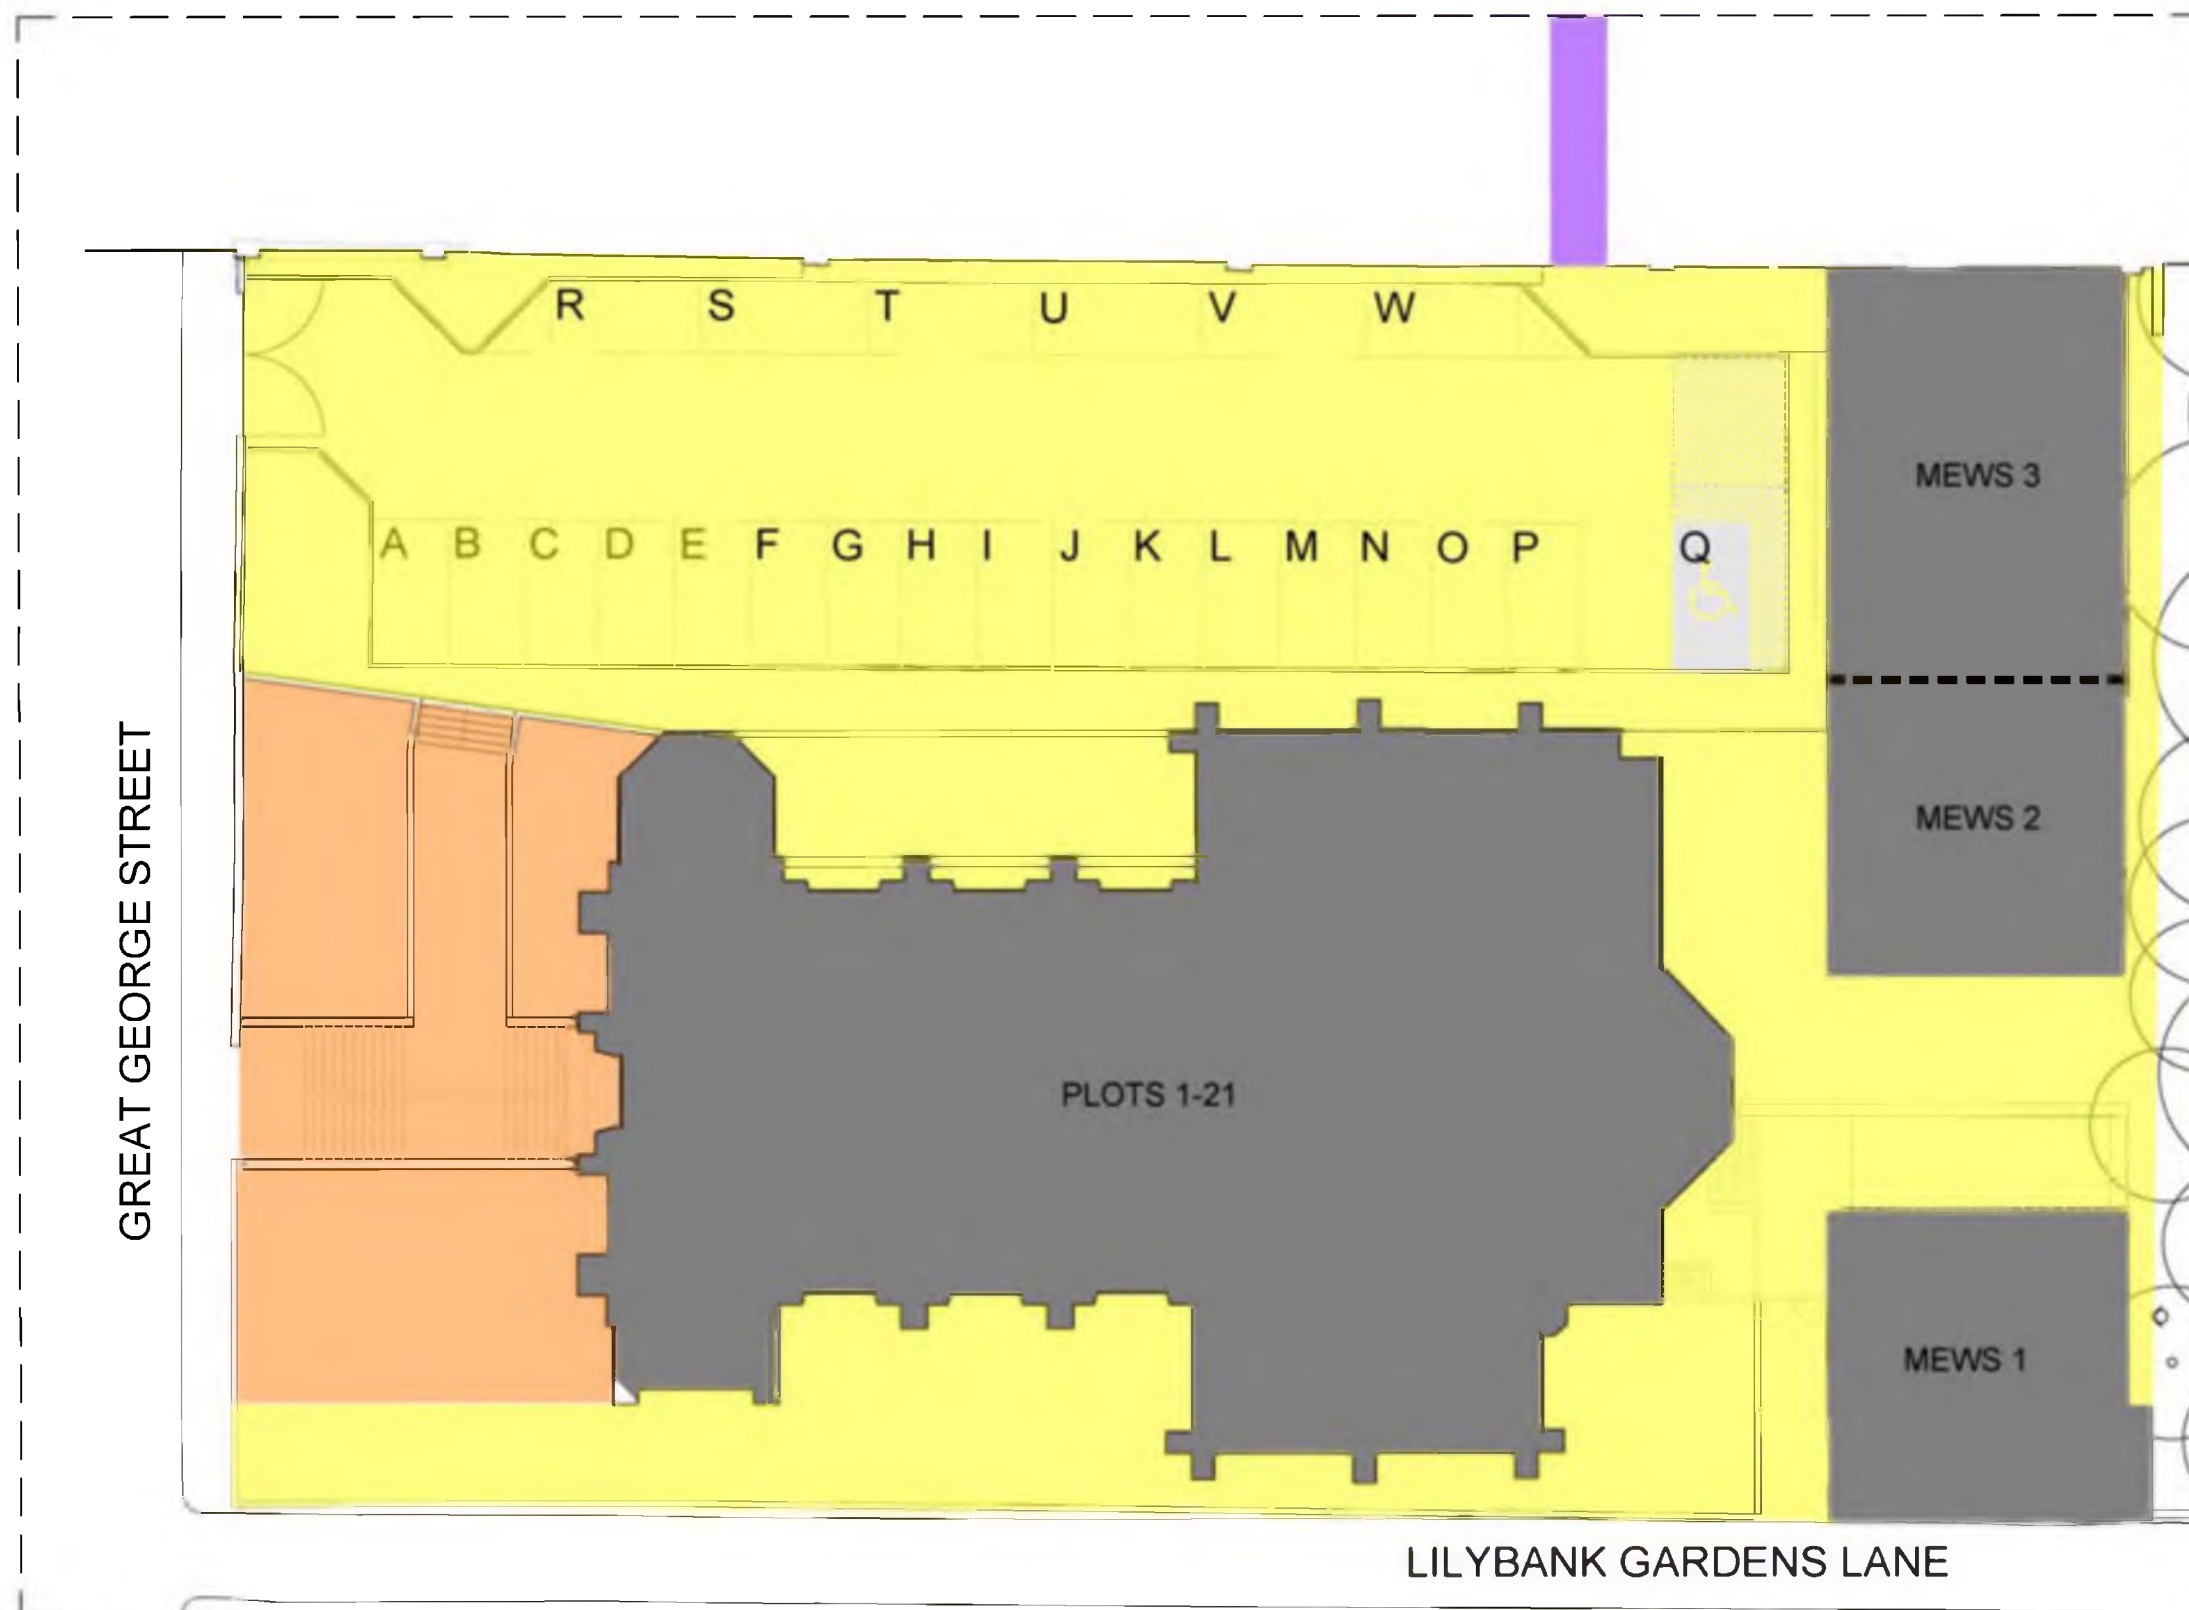 R S T U V W
MEWS 3
A B C D E F G H I J K L M N O P Q
MEWS 2
GREAT GEORGE STREET
PLOTS 1-21
MEWS 1
LILYBANK GARDENS LANE